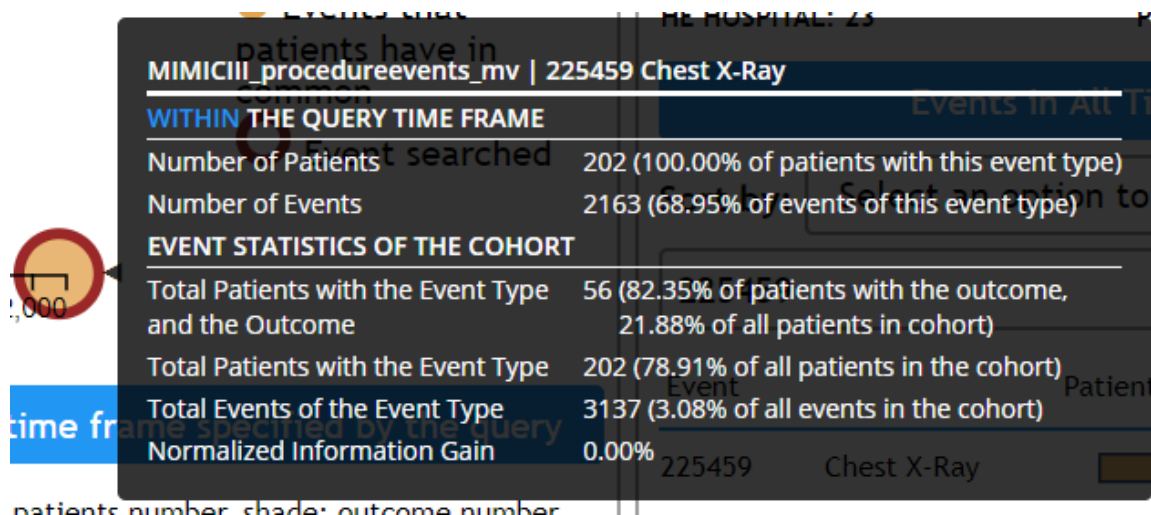 Events that
patients have in
common
Event searched
HE HOSPITAL: 23
MIMICIII_procedureevents_mv | 225459 Chest X-Ray
WITHIN THE QUERY TIME FRAME
Number of Patients 202 (100.00% of patients with this event type)
Number of Events 2163 (68.95% of events of this event type)
EVENT STATISTICS OF THE COHORT
Total Patients with the Event Type 56 (82.35% of patients with the outcome,
and the Outcome 21.88% of all patients in cohort)
Total Patients with the Event Type 202 (78.91% of all patients in the cohort)
Total Events of the Event Type 3137 (3.08% of all events in the cohort)
Normalized Information Gain 0.00%
,000
time frame specified by the query
patients number, shade: outcome number
Events in All Ti
Sort by: Select an option to
225459
Event Patient
225459 Chest X-Ray